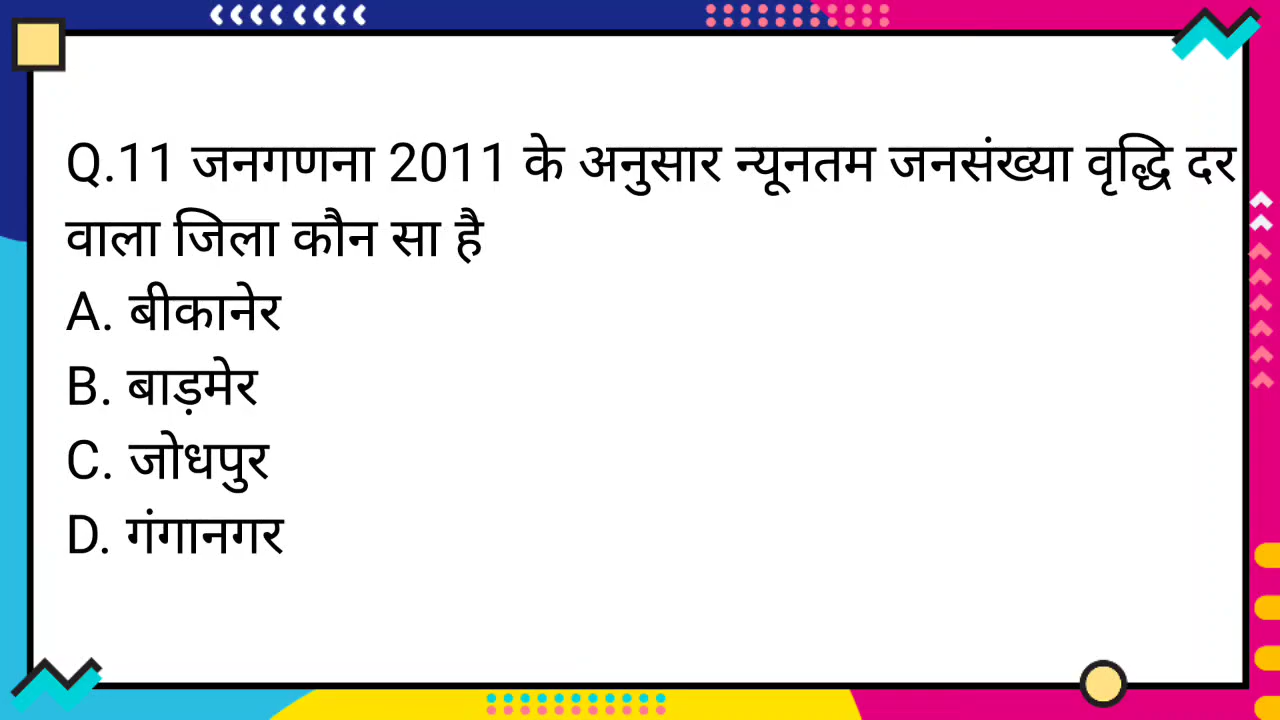 Q.11 जनगणना 2011 के अनुसार न्यूनतम जनसंख्या वृद्धि दर
वाला जिला कौन सा है
A. बीकानेर
B. बाड़मेर
C. जोधपुर
D. गंगानगर